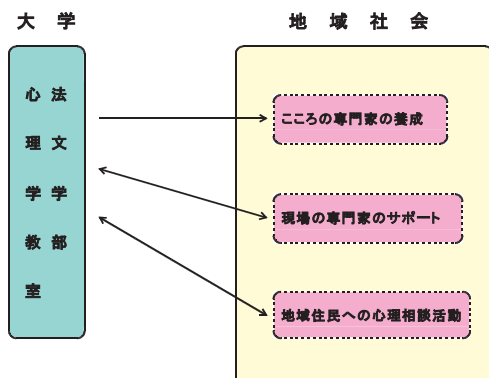 大学
地域社会
法文学部
心理学教室
こころの専門家の養成
現場の専門家のサポート
地域住民への心理相談活動